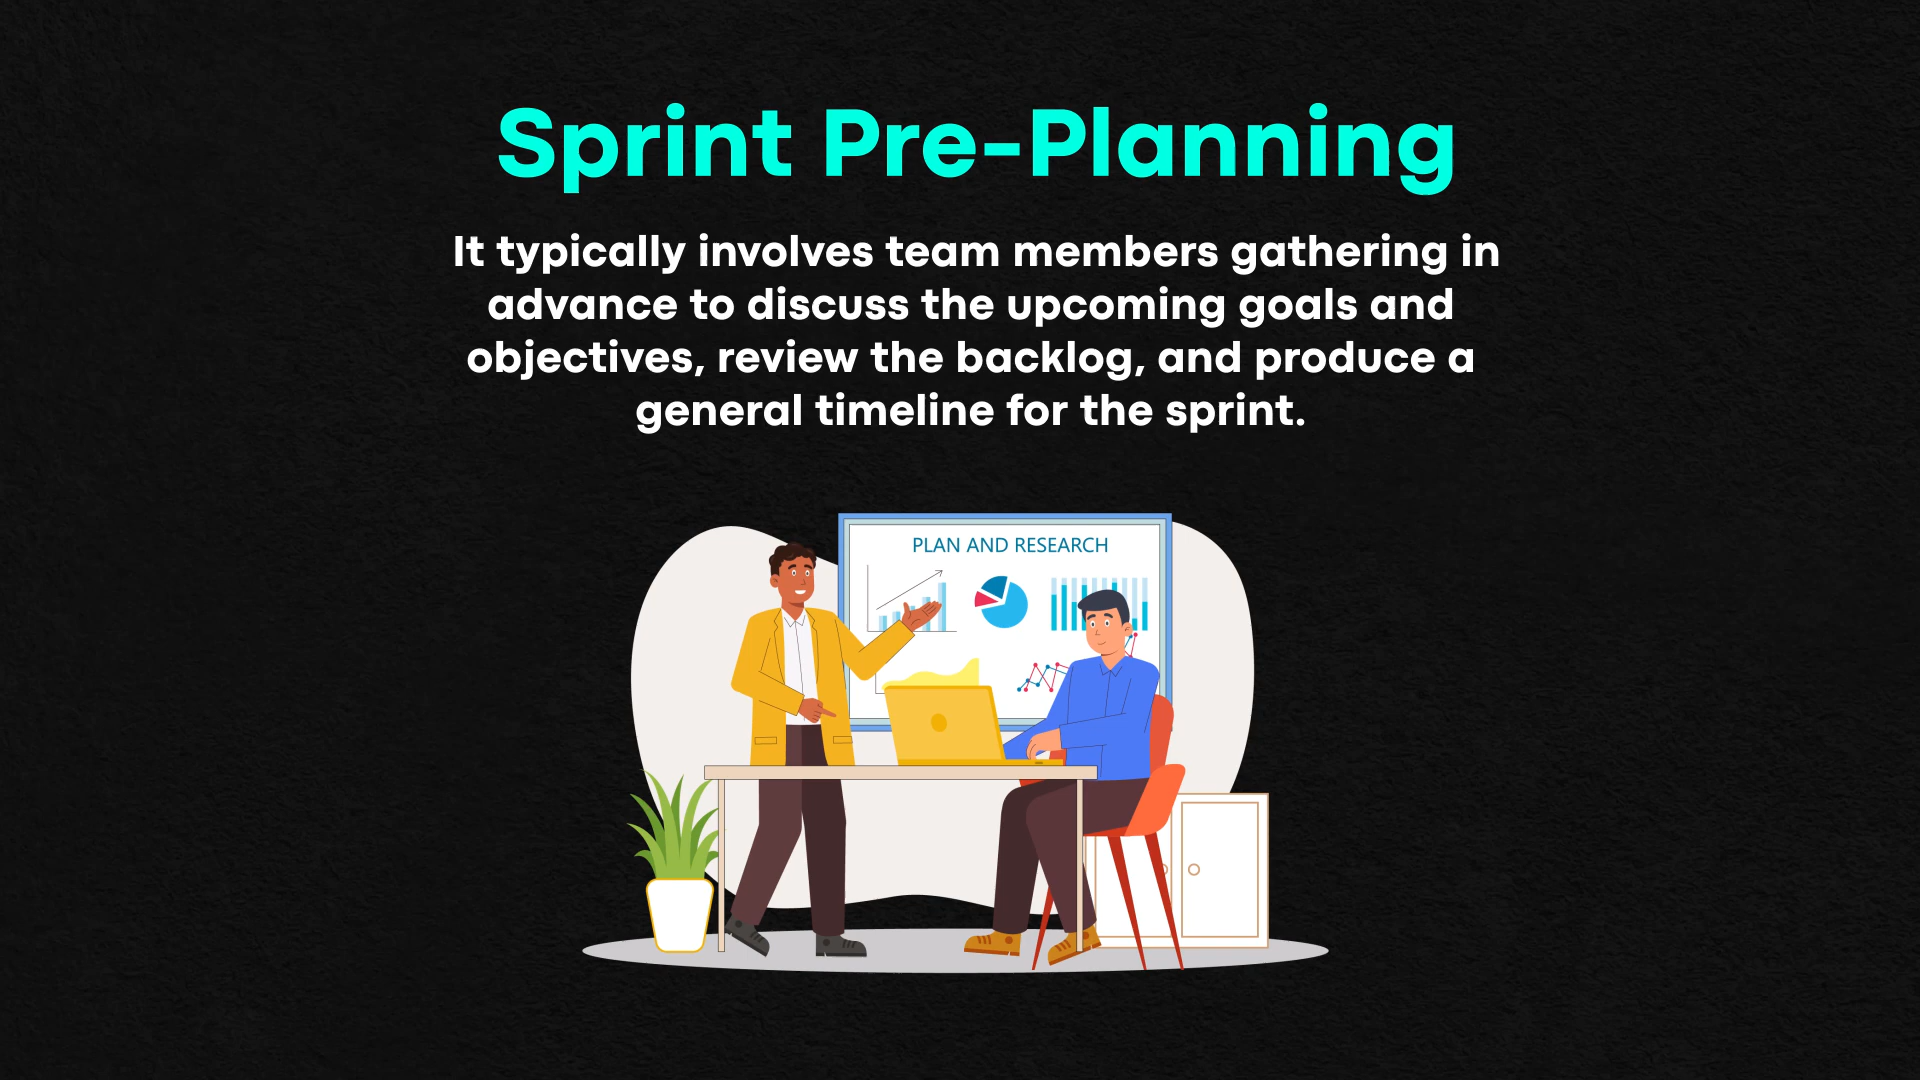 Sprint Pre-Planning
It typically involves team members gathering in
advance to discuss the upcoming goals and
objectives, review the backlog, and produce a
general timeline for the sprint.
PLAN AND RESEARCH